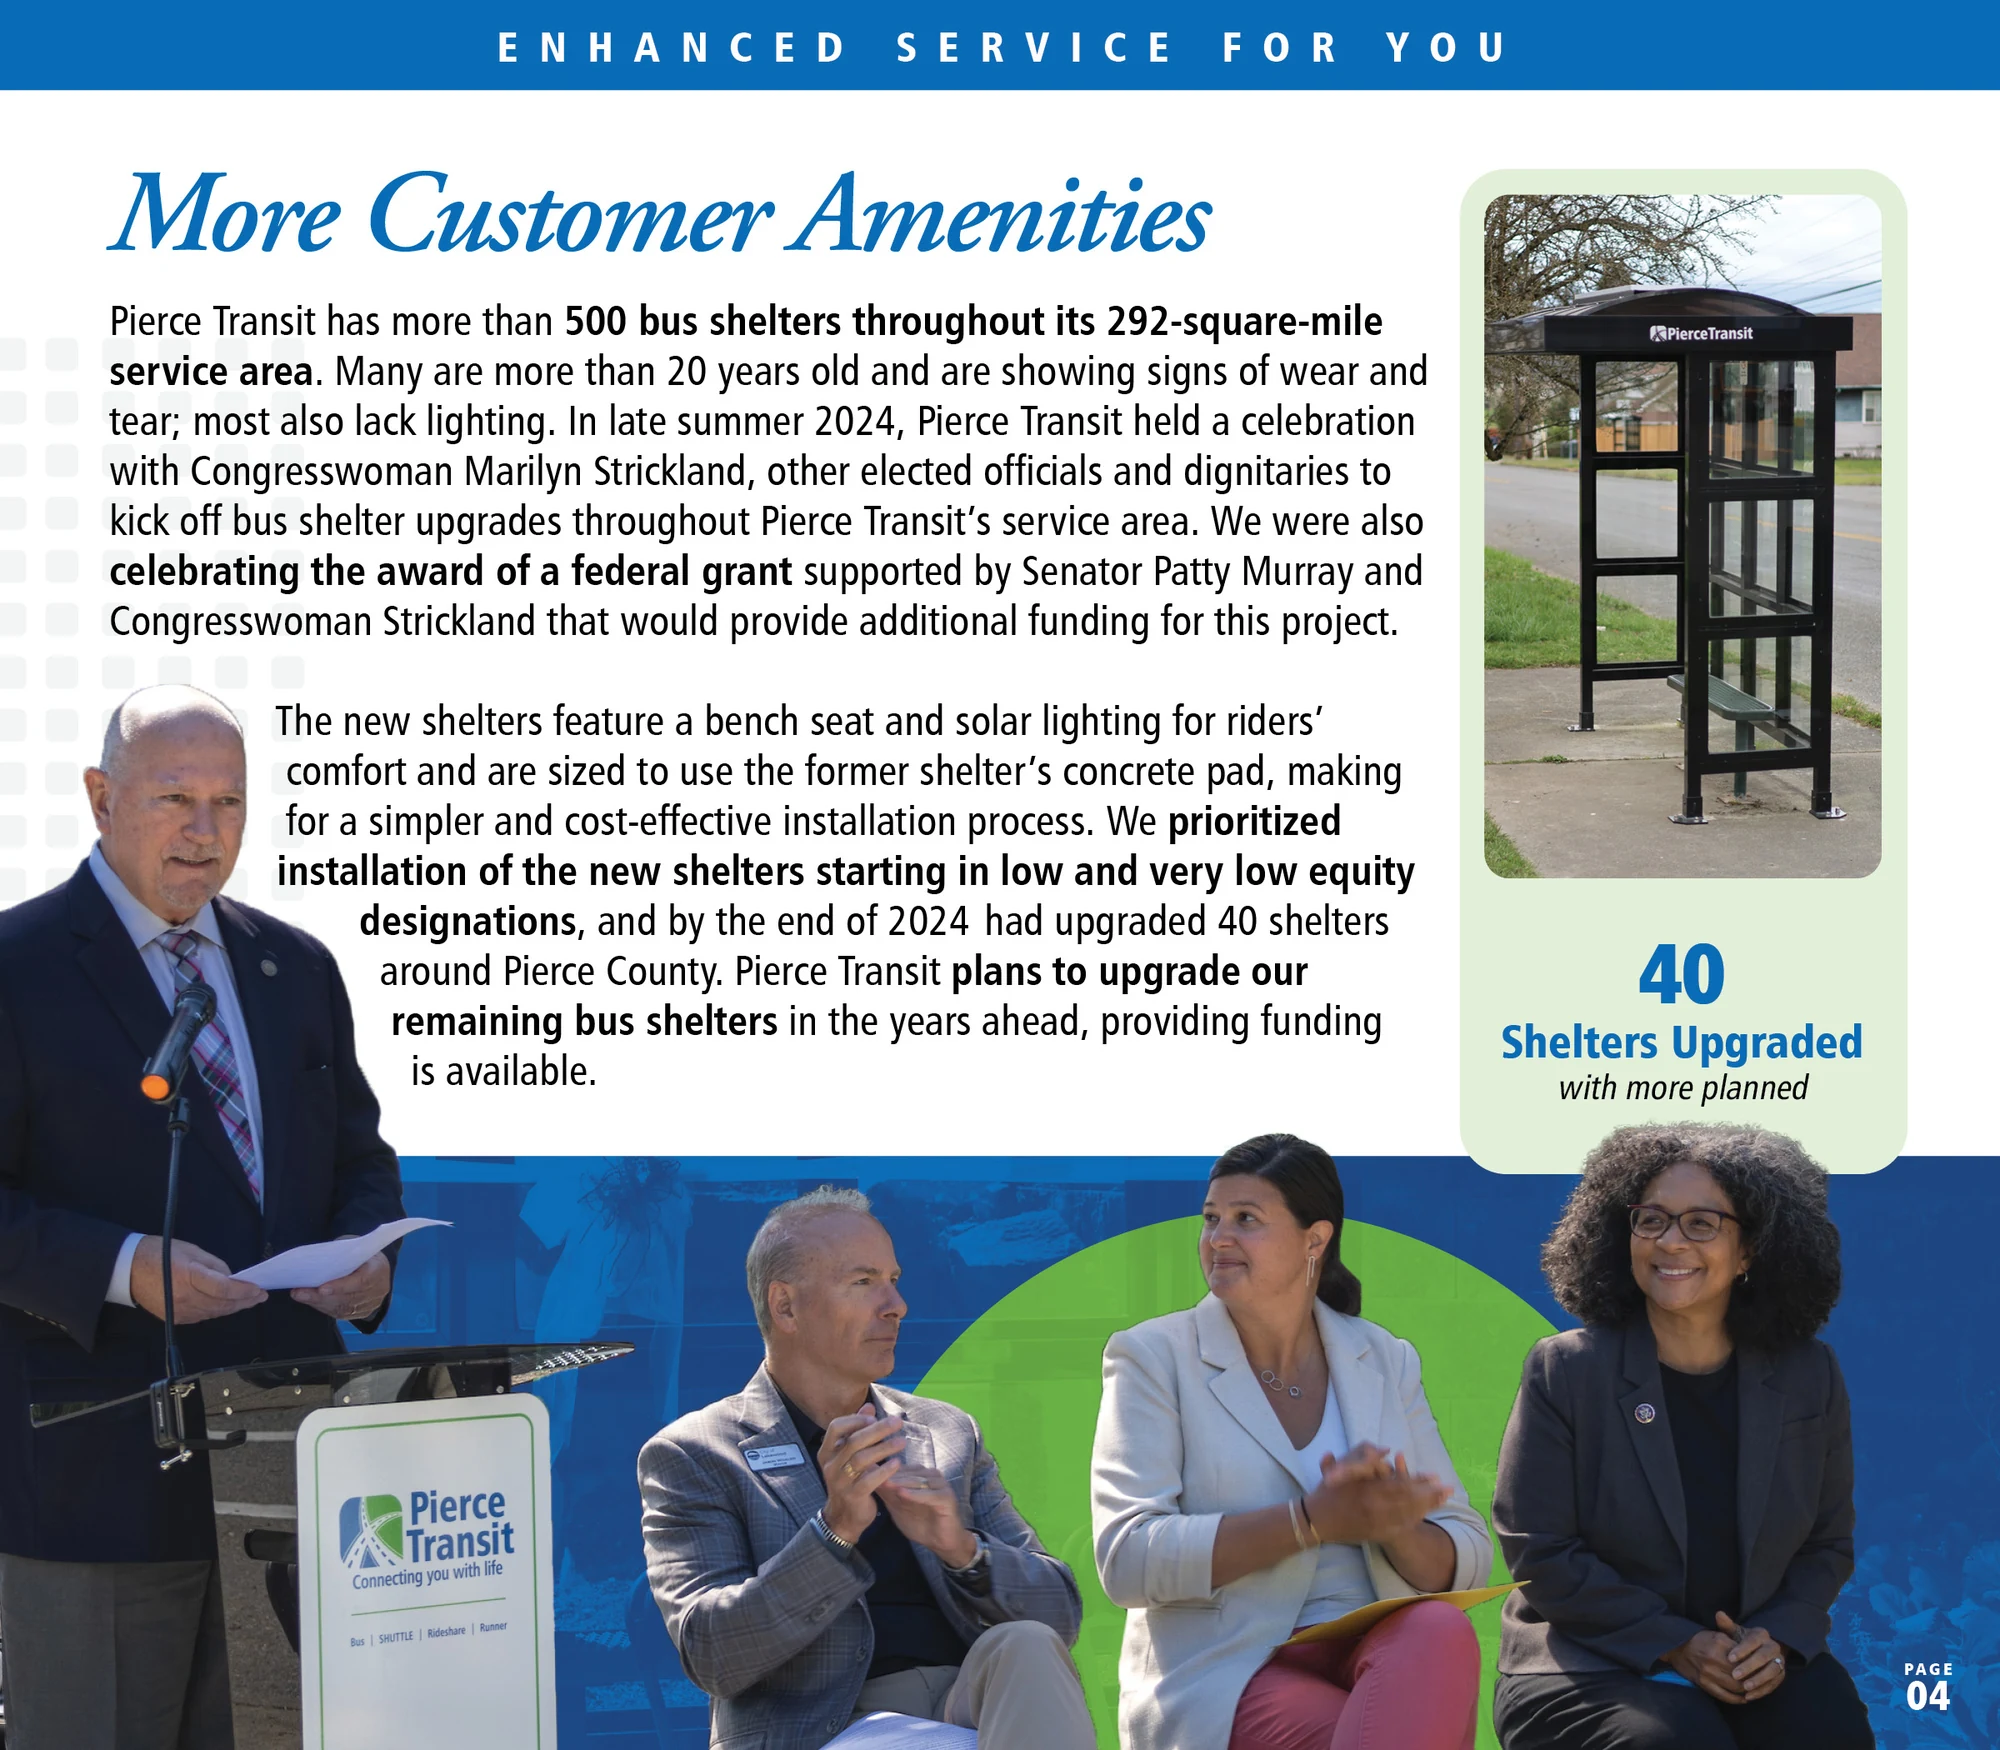 ENHANCED SERVICE FOR YOU
More Customer Amenities
Pierce Transit has more than 500 bus shelters throughout its 292-square-mile
service area. Many are more than 20 years old and are showing signs of wear and
tear; most also lack lighting. In late summer 2024, Pierce Transit held a celebration
with Congresswoman Marilyn Strickland, other elected officials and dignitaries to
kick off bus shelter upgrades throughout Pierce Transit’s service area. We were also
celebrating the award of a federal grant supported by Senator Patty Murray and
Congresswoman Strickland that would provide additional funding for this project.
The new shelters feature a bench seat and solar lighting for riders’
comfort and are sized to use the former shelter’s concrete pad, making
for a simpler and cost-effective installation process. We prioritized
installation of the new shelters starting in low and very low equity
designations, and by the end of 2024 had upgraded 40 shelters
around Pierce County. Pierce Transit plans to upgrade our
remaining bus shelters in the years ahead, providing funding
is available.
PierceTransit
40
Shelters Upgraded
with more planned
Pierce
Transit
Connecting you with life
Bus | SHUTTLE | Rideshare | Runner
PAGE
04